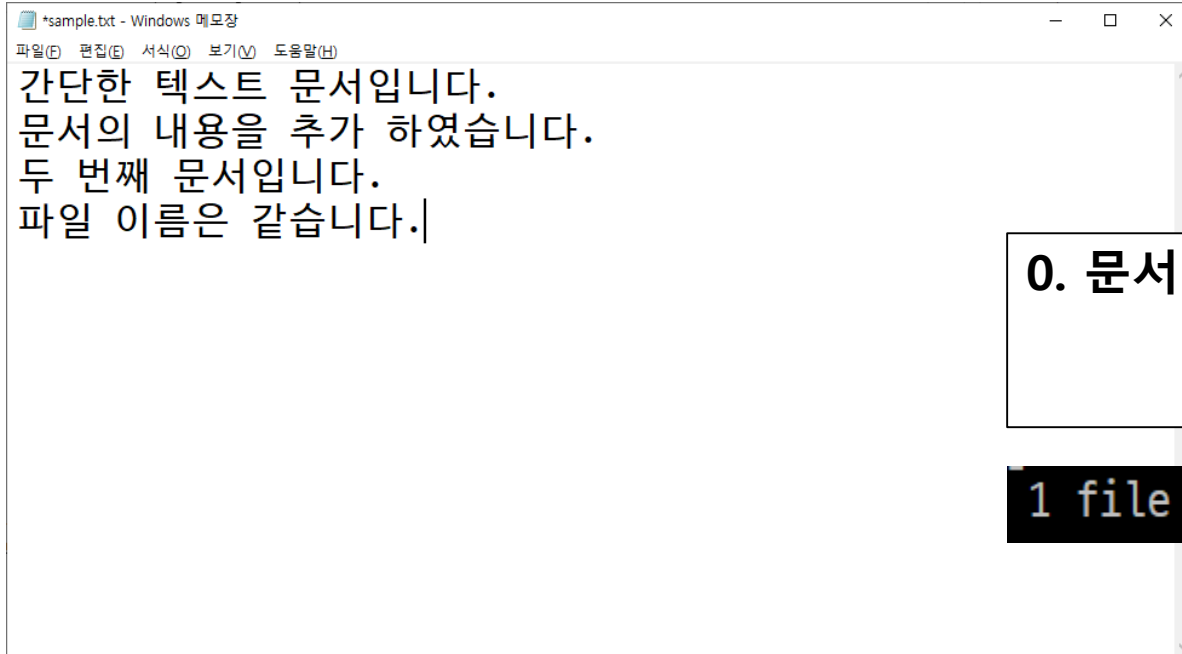 *sample.txt - Windows 메모장
파일(F) 편집(E) 서식(O) 보기(V) 도움말(H)
간단한 텍스트 문서입니다.
문서의 내용을 추가 하였습니다.
두 번째 문서입니다.
파일 이름은 같습니다.
0. 문서
1 file